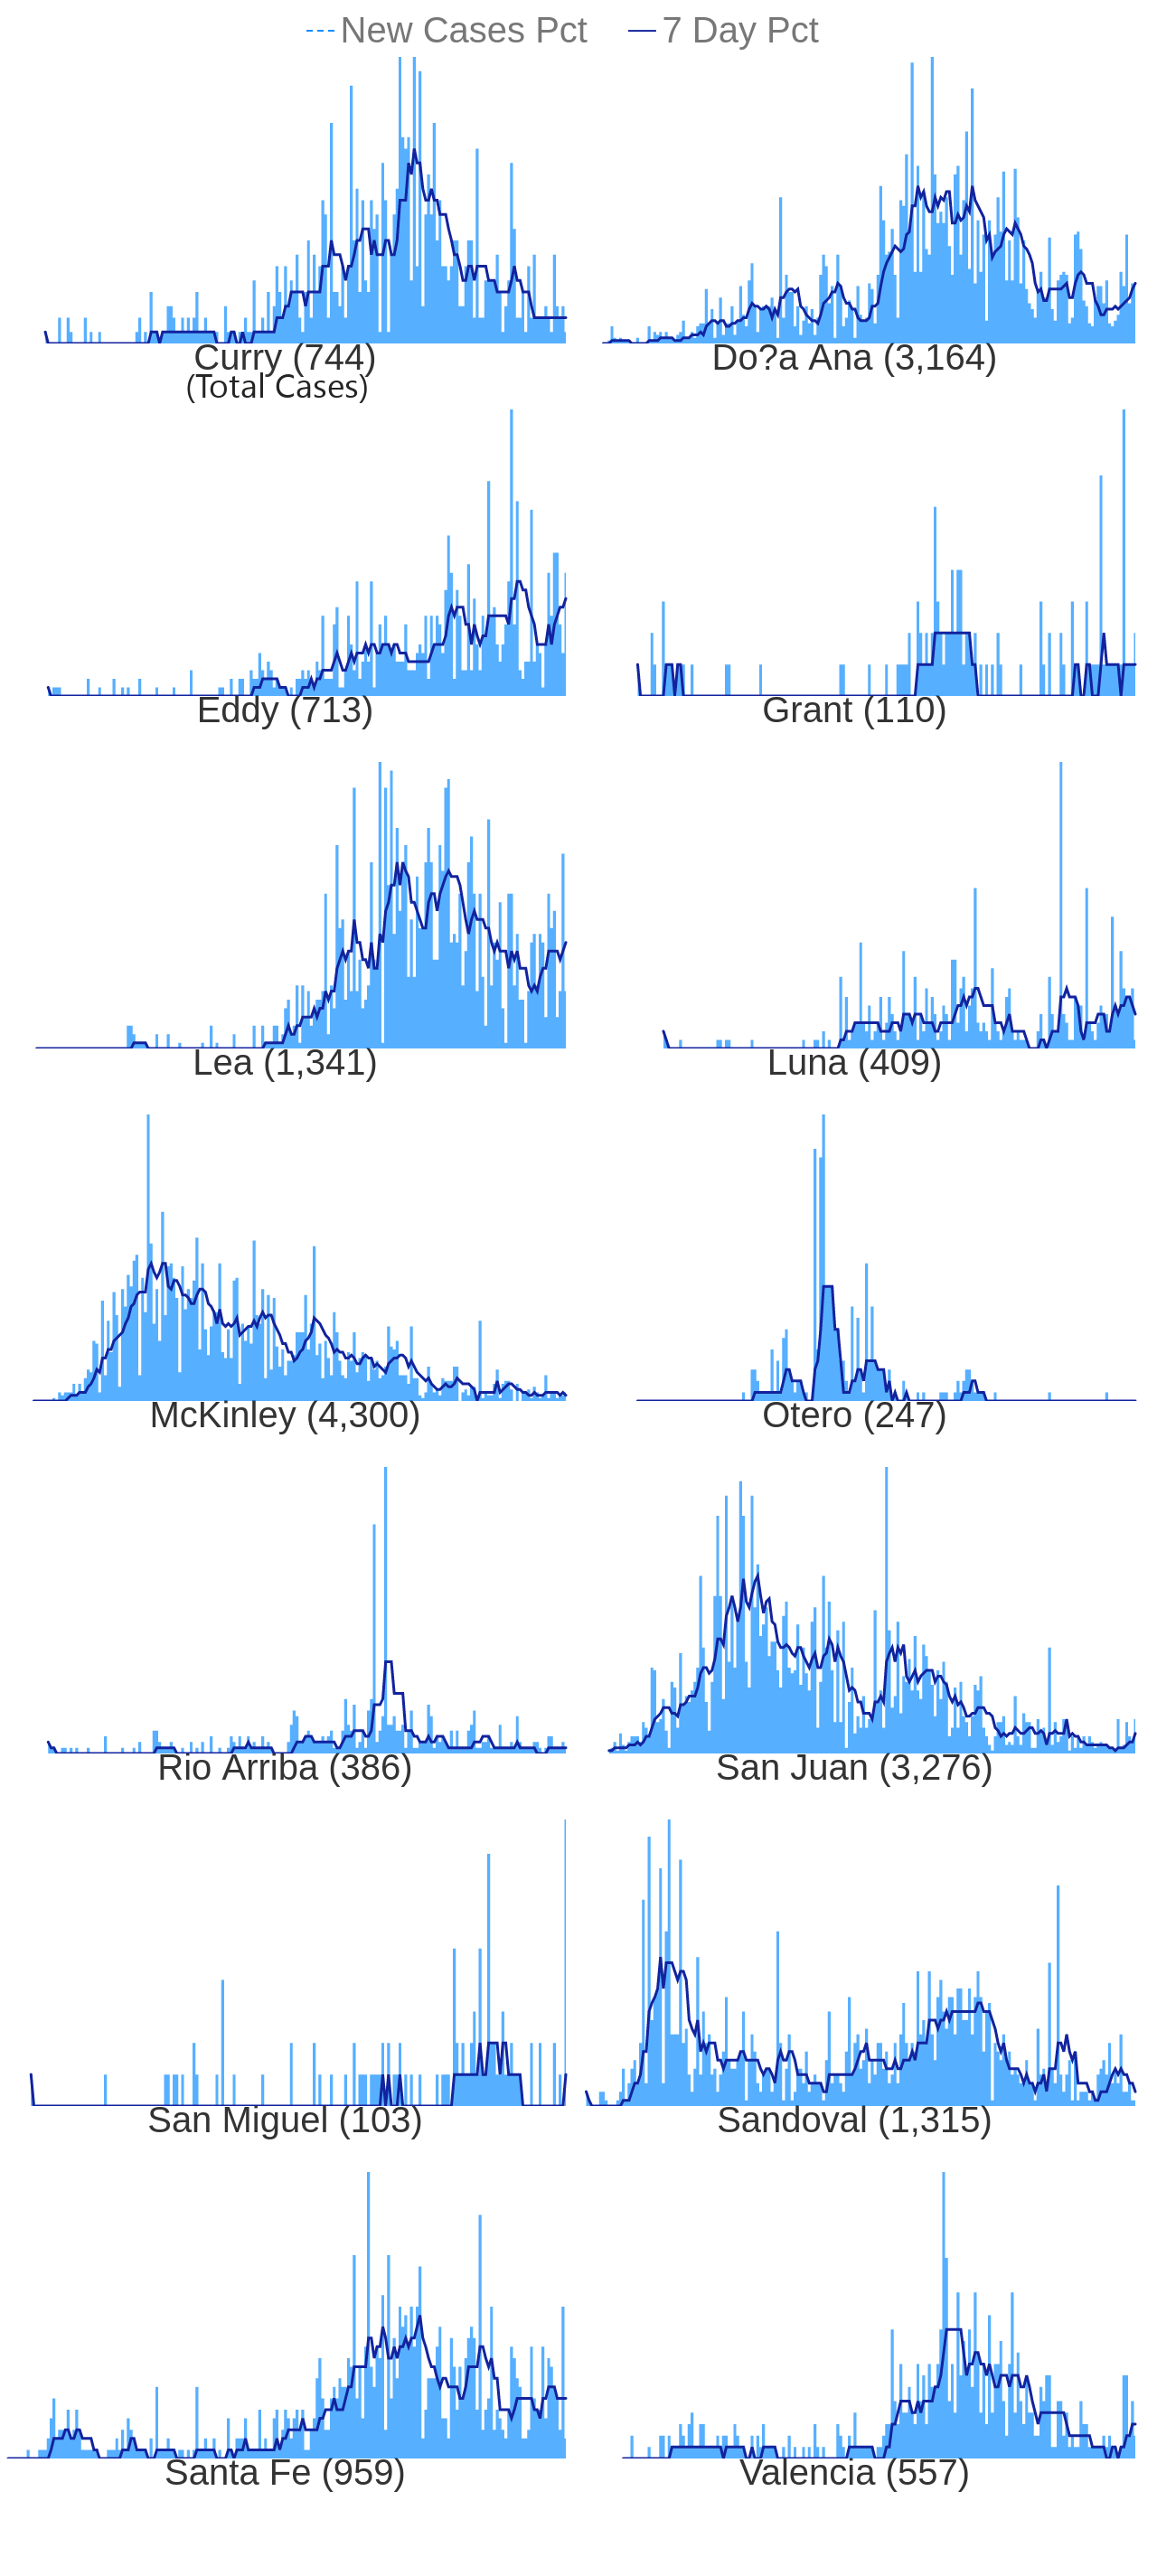 New Cases Pct 7 Day Pct
Curry (744) Do?a Ana (3,164)
(Total Cases)
Eddy (713) Grant (110)
Lea (1,341) Luna (409)
McKinley (4,300) Otero (247)
Rio Arriba (386) San Juan (3,276)
San Miguel (103) Sandoval (1,315)
Santa Fe (959) Valencia (557)